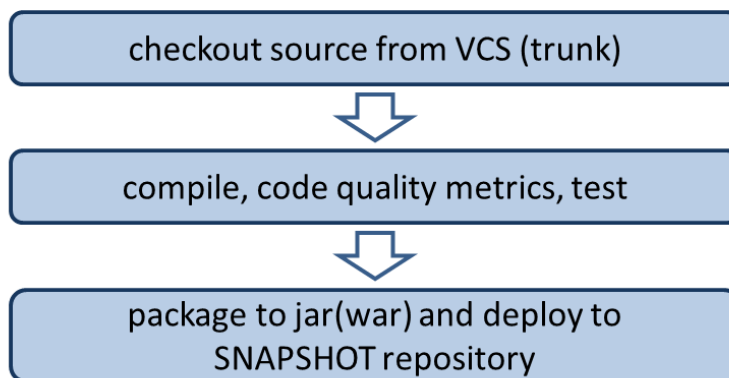 checkout source from VCS (trunk)
compile, code quality metrics, test
package to jar(war) and deploy to
SNAPSHOT repository